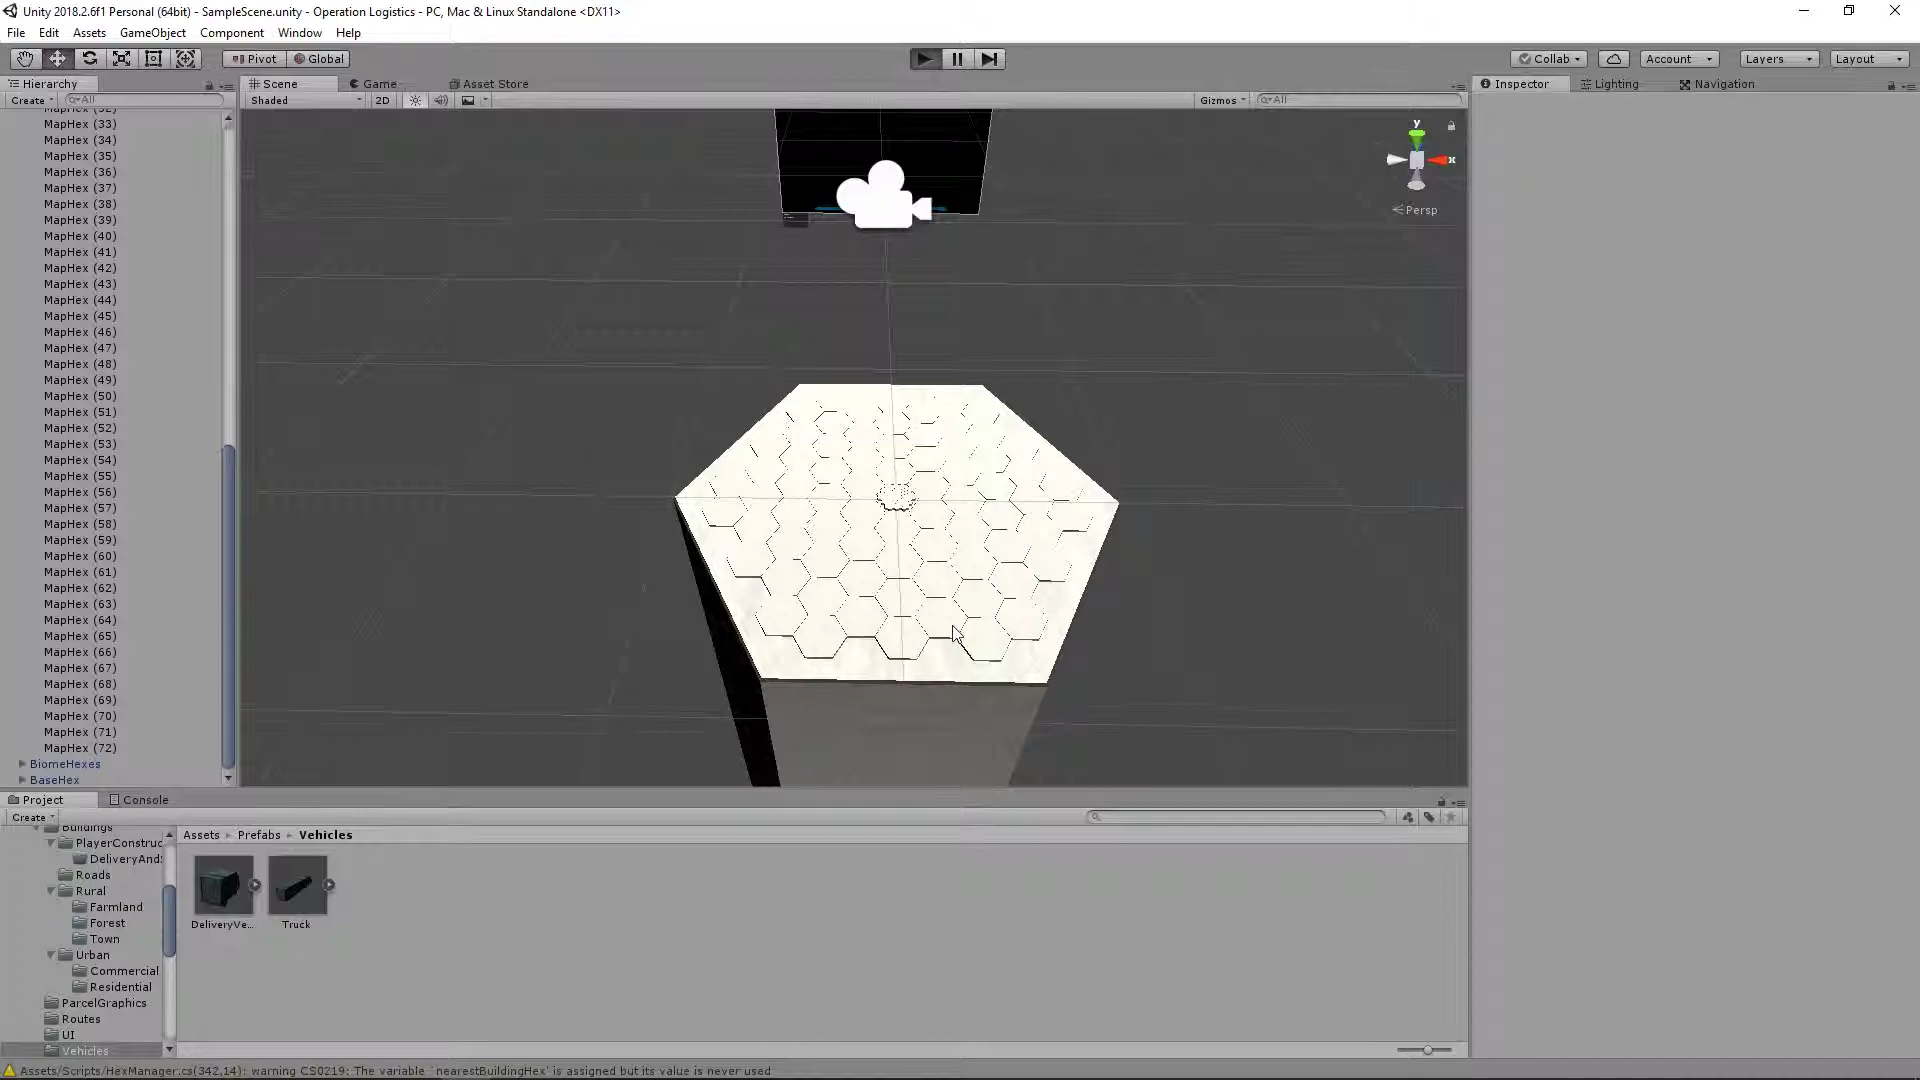 Unity 2018.2.6f1 Personal (64bit) - SampleScene.unity - Operation Logistics - PC, Mac & Linux Standalone <DX11>
File Edit Assets GameObject Component Window Help
Pivot Global Collab Account Layers Layout
Hierarchy Scene Game Asset Store Inspector Lighting Navigation
Create All Shaded 2D Gizmos All
MapHex (32)
MapHex (33)
MapHex (34)
MapHex (35)
MapHex (36)
MapHex (37)
MapHex (38)
MapHex (39)
MapHex (40)
MapHex (41)
MapHex (42)
MapHex (43)
MapHex (44)
MapHex (45)
MapHex (46)
MapHex (47)
MapHex (48)
MapHex (49)
MapHex (50)
MapHex (51)
MapHex (52)
MapHex (53)
MapHex (54)
MapHex (55)
MapHex (56)
MapHex (57)
MapHex (58)
MapHex (59)
MapHex (60)
MapHex (61)
MapHex (62)
MapHex (63)
MapHex (64)
MapHex (65)
MapHex (66)
MapHex (67)
MapHex (68)
MapHex (69)
MapHex (70)
MapHex (71)
MapHex (72)
BiomeHexes
BaseHex
y
x
Persp
Project Console
Create
Buildings
PlayerConstruc
DeliveryAnd
Roads
Rural
Farmland
Forest
Town
Urban
Commercial
Residential
ParcelGraphics
Routes
UI
Vehicles
Assets Prefabs Vehicles
DeliveryVe... Truck
Assets/Scripts/HexManager.cs(342,14): warning CS0219: The variable `nearestBuildingHex' is assigned but its value is never used